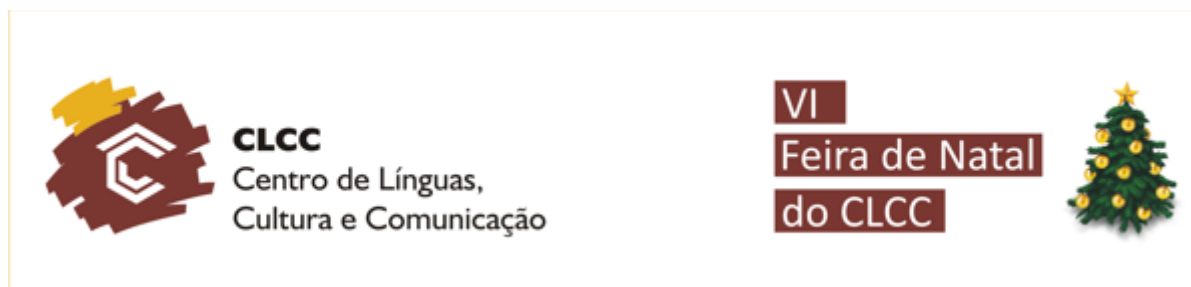 CLCC
Centro de Línguas,
Cultura e Comunicação
VI
Feira de Natal
do CLCC